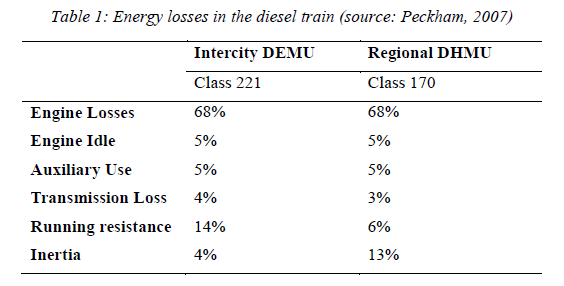 Table 1: Energy losses in the diesel train (source: Peckham, 2007)
Intercity DEMU Regional DHMU
Class 221 Class 170
Engine Losses 68% 68%
Engine Idle 5% 5%
Auxiliary Use 5% 5%
Transmission Loss 4% 3%
Running resistance 14% 6%
Inertia 4% 13%